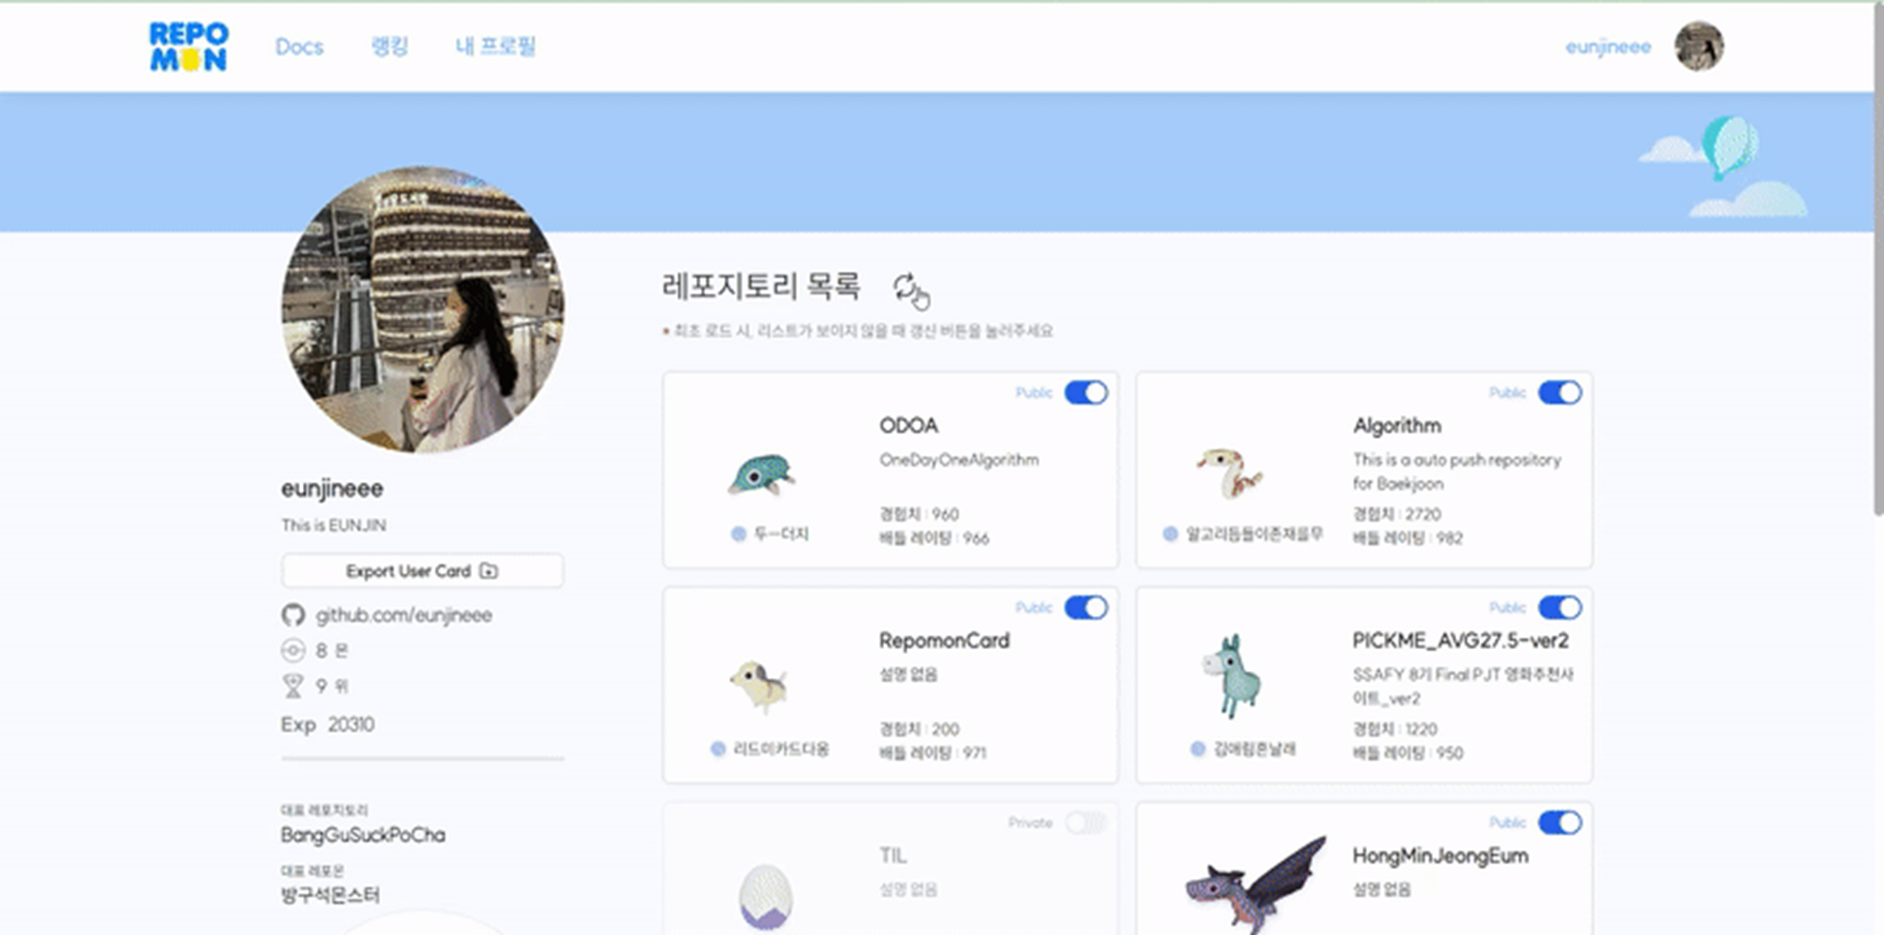 REPO
MON
Docs
랭킹
내 프로필
eunjineee
레포지토리 목록
* 최초 로드 시, 리스트가 보이지 않을 때 갱신 버튼을 눌러주세요
eunjineee
This is EUNJIN
Export User Card
github.com/eunjineee
8 몬
9 위
Exp 20310
대표 레포지토리
BangGuSuckPoCha
대표 레포몬
방구석몬스터
Public
ODOA
OneDayOneAlgorithm
경험치 : 960
배틀 레이팅 : 966
두-더지
Public
Algorithm
This is a auto push repository
for Baekjoon
경험치 : 2720
배틀 레이팅 : 982
알고리듬들이존재를무
Public
RepomonCard
설명 없음
경험치 : 200
배틀 레이팅 : 971
리드미카드다옹
Public
PICKME_AVG27.5-ver2
SSAFY 8기 Final PJT 영화추천사
이트_ver2
경험치 : 1220
배틀 레이팅 : 950
Private
TIL
설명 없음
Public
HongMinJeongEum
설명 없음